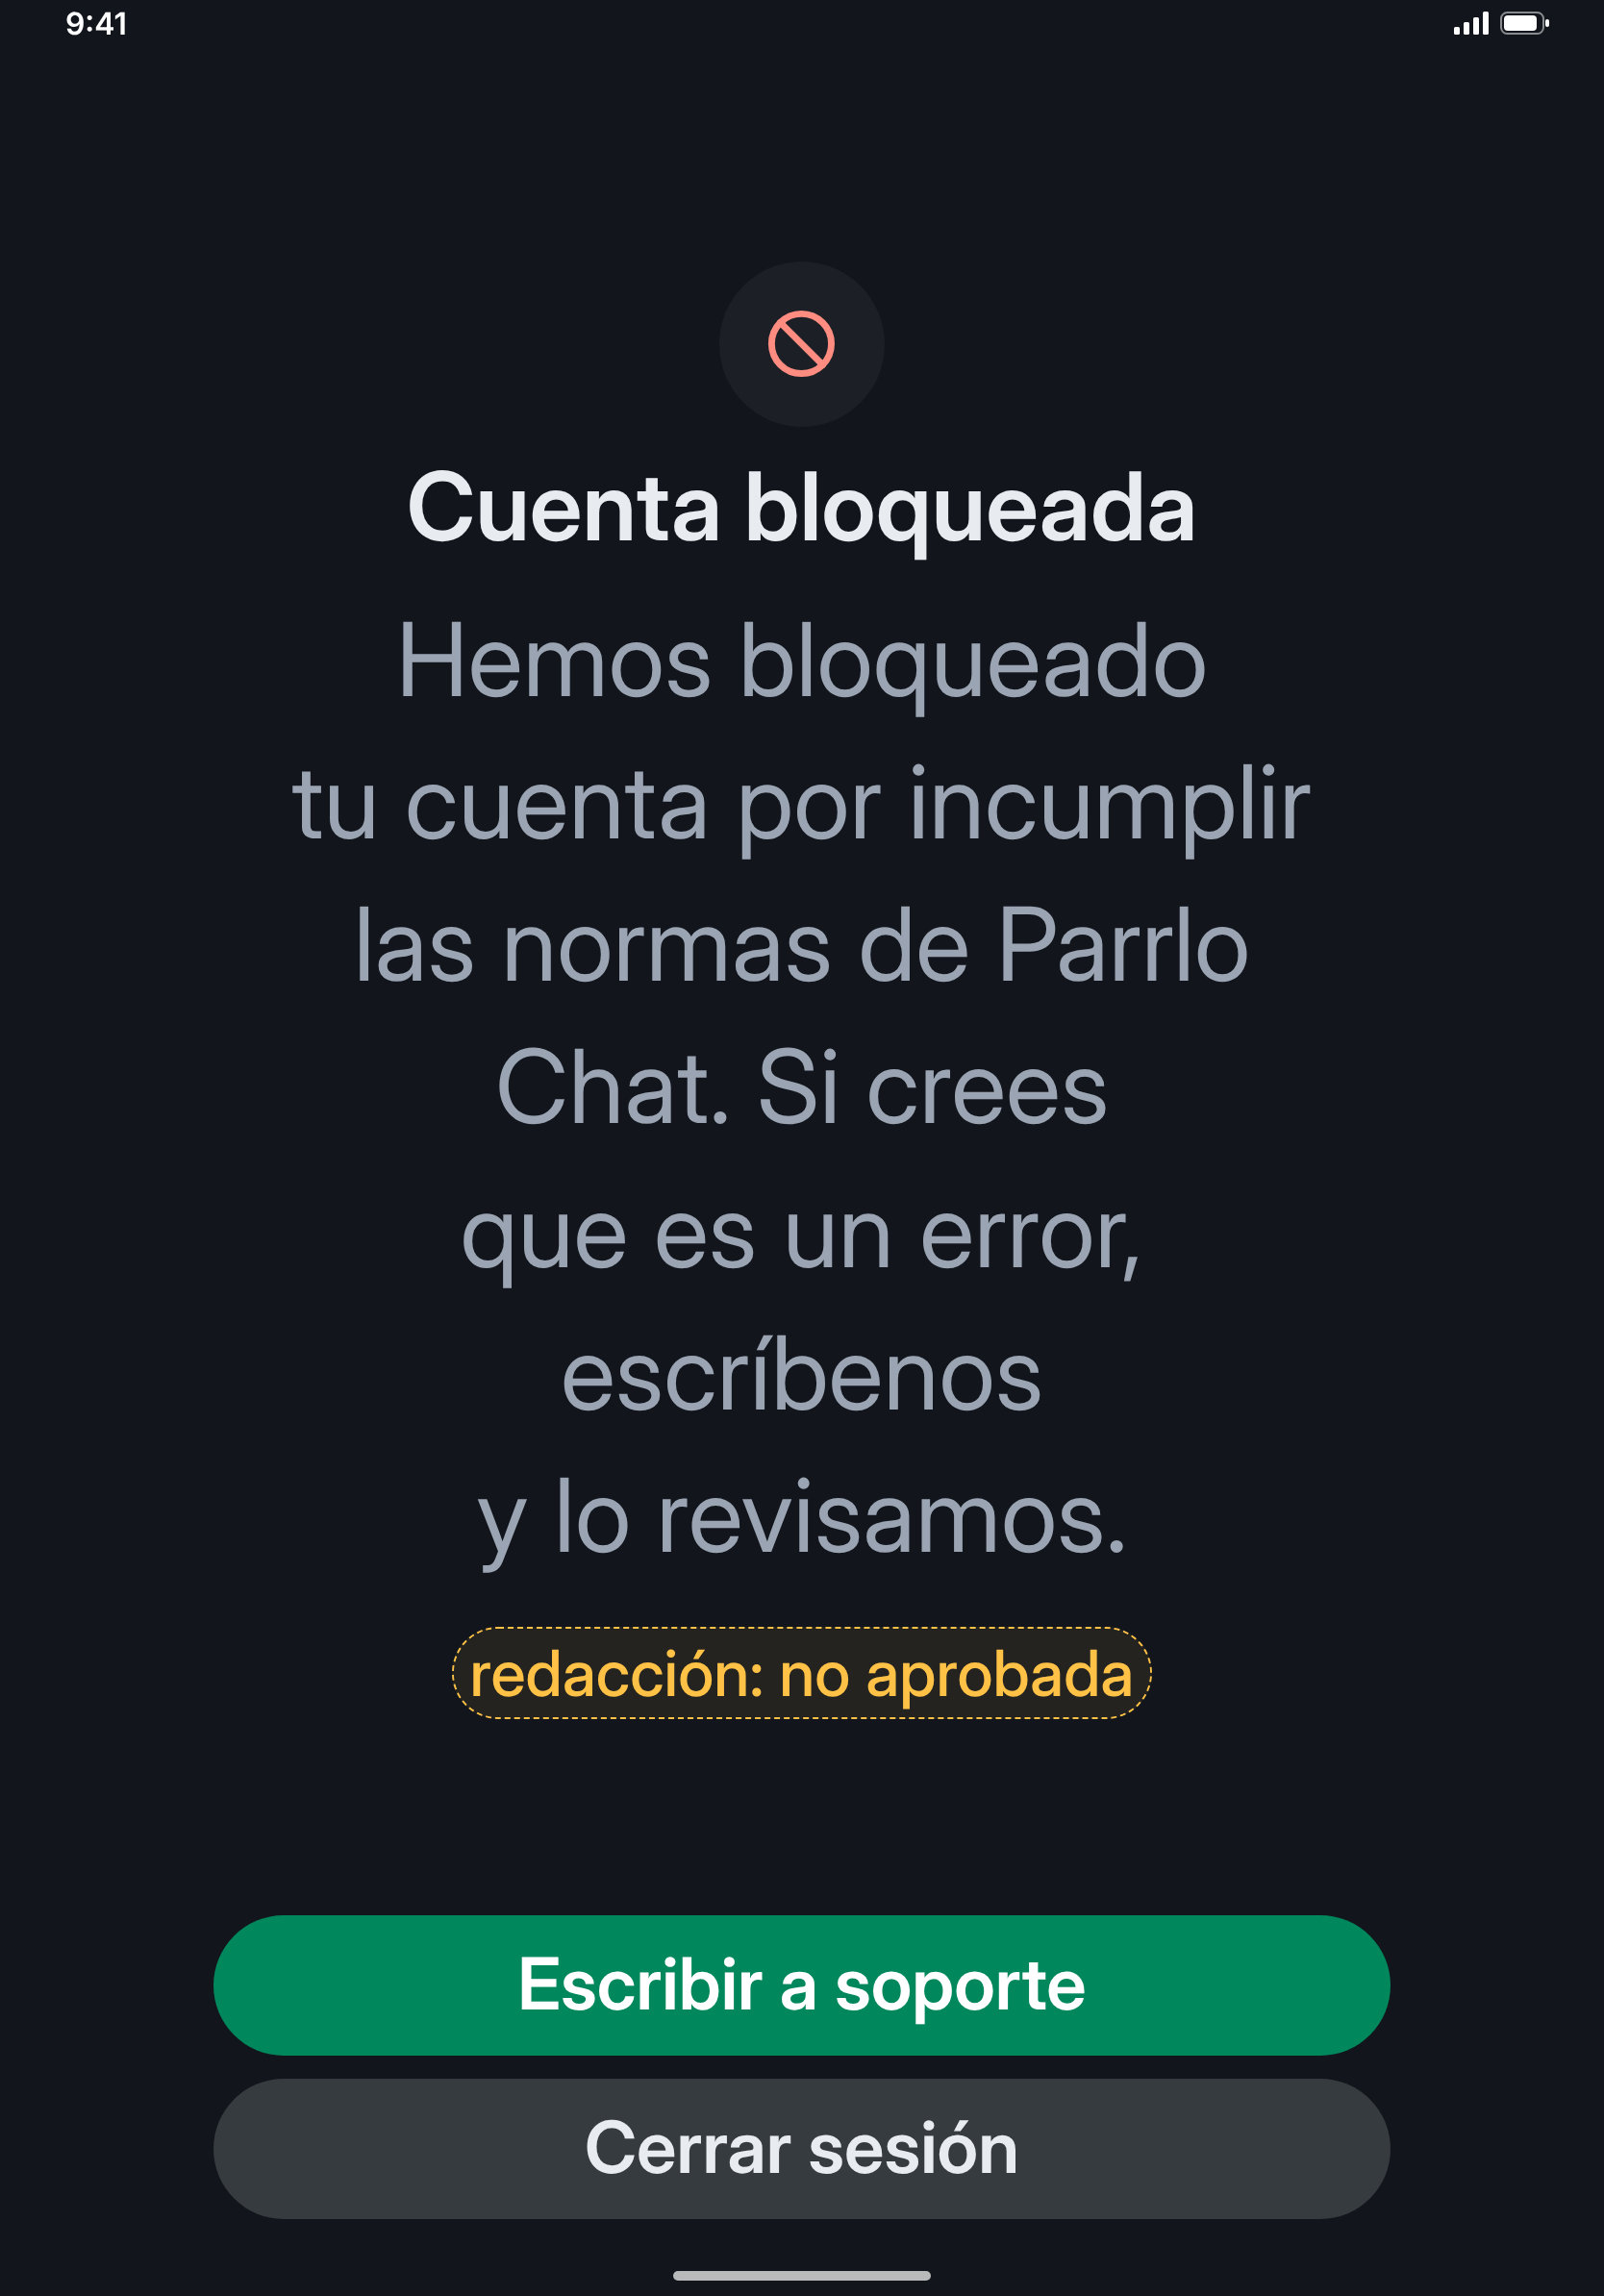 9:41
Cuenta bloqueada
Hemos bloqueado
tu cuenta por incumplir
las normas de Parrlo
Chat. Si crees
que es un error,
escríbenos
y lo revisamos.
redacción: no aprobada
Escribir a soporte
Cerrar sesión